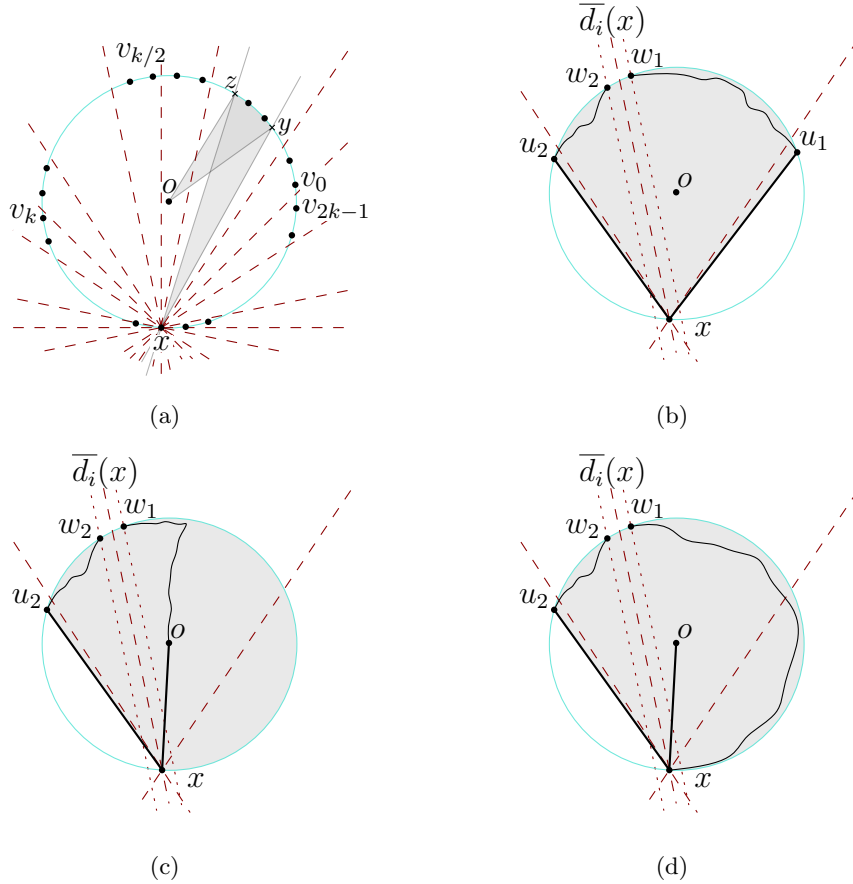 v_{k/2}
z
y
o
v_0
v_k
v_{2k−1}
x
(a)
\overline{d_i}(x)
w_1
w_2
u_2
u_1
o
x
(b)
\overline{d_i}(x)
w_1
w_2
u_2
o
x
(c)
\overline{d_i}(x)
w_1
w_2
u_2
o
x
(d)